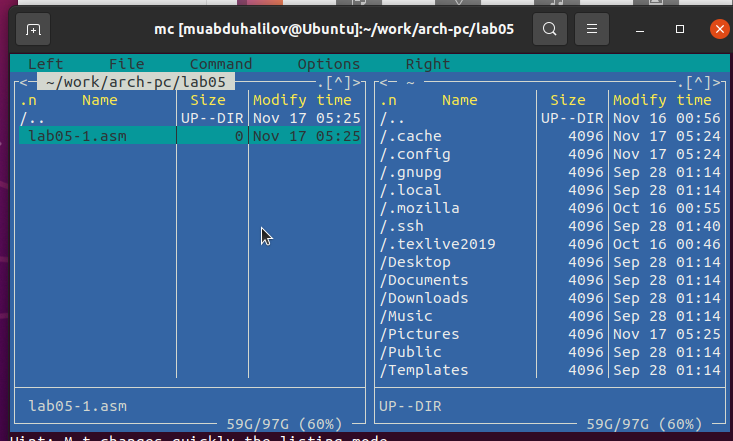 mc [muabduhalilov@Ubuntu]:~/work/arch-pc/lab05
Left File Command Options Right
<─ ~/work/arch-pc/lab05 .[^]>
.n Name Size Modify time
/.. UP--DIR Nov 17 05:25
lab05-1.asm 0 Nov 17 05:25
lab05-1.asm
59G/97G (60%)
<─ ~ .[^]>
.n Name Size Modify time
/.. UP--DIR Nov 16 00:56
/.cache 4096 Nov 17 05:24
/.config 4096 Nov 17 05:24
/.gnupg 4096 Sep 28 01:14
/.local 4096 Sep 28 01:14
/.mozilla 4096 Oct 16 00:55
/.ssh 4096 Sep 28 01:40
/.texlive2019 4096 Oct 16 00:46
/Desktop 4096 Sep 28 01:14
/Documents 4096 Sep 28 01:14
/Downloads 4096 Sep 28 01:14
/Music 4096 Sep 28 01:14
/Pictures 4096 Nov 17 05:25
/Public 4096 Sep 28 01:14
/Templates 4096 Sep 28 01:14
UP--DIR
59G/97G (60%)
Hint: M-t changes quickly the listing mode